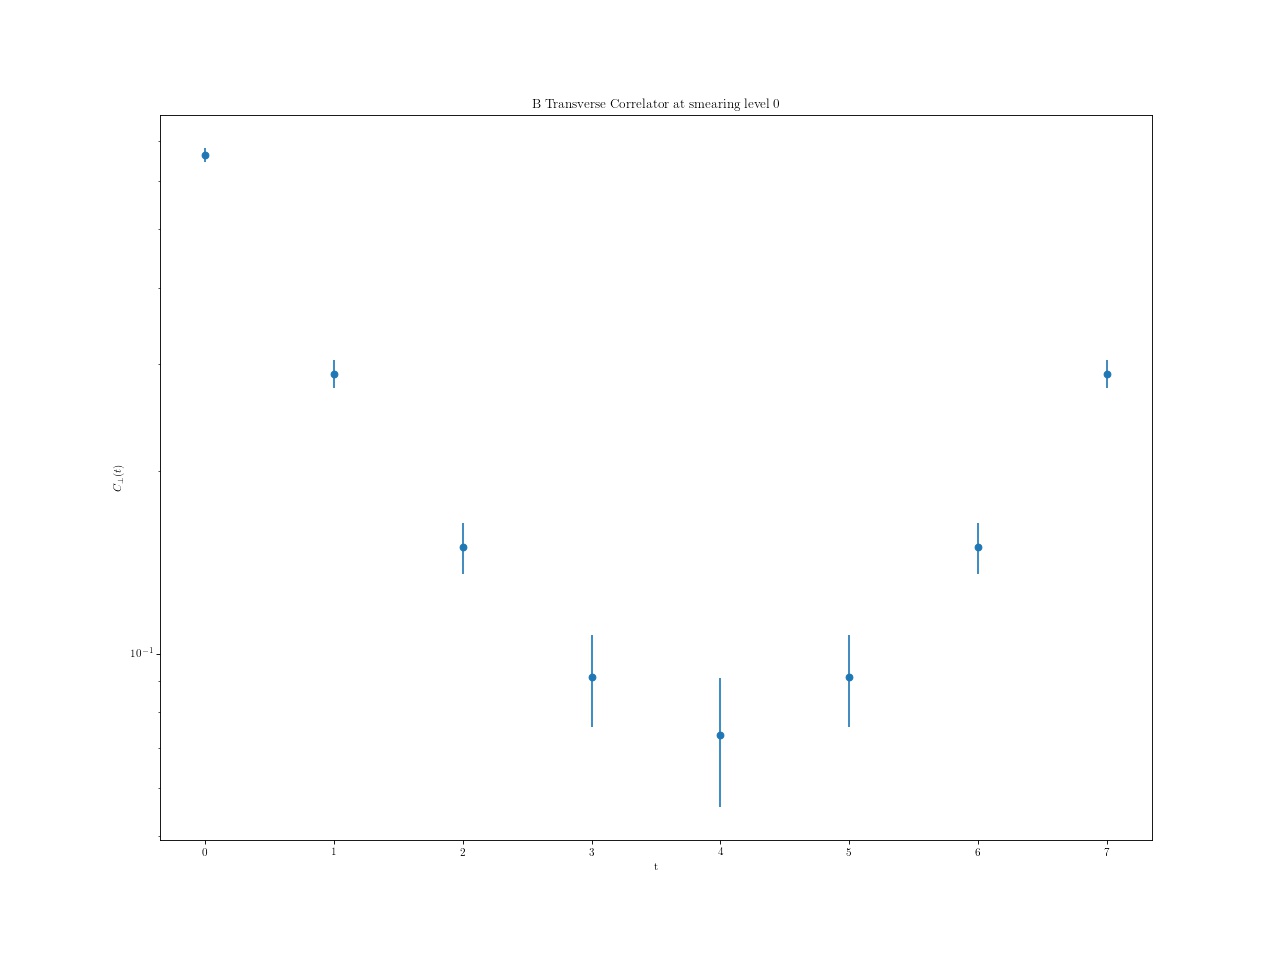 B Transverse Correlator at smearing level 0
C⊥(t)
10⁻¹
0 1 2 3 4 5 6 7
t